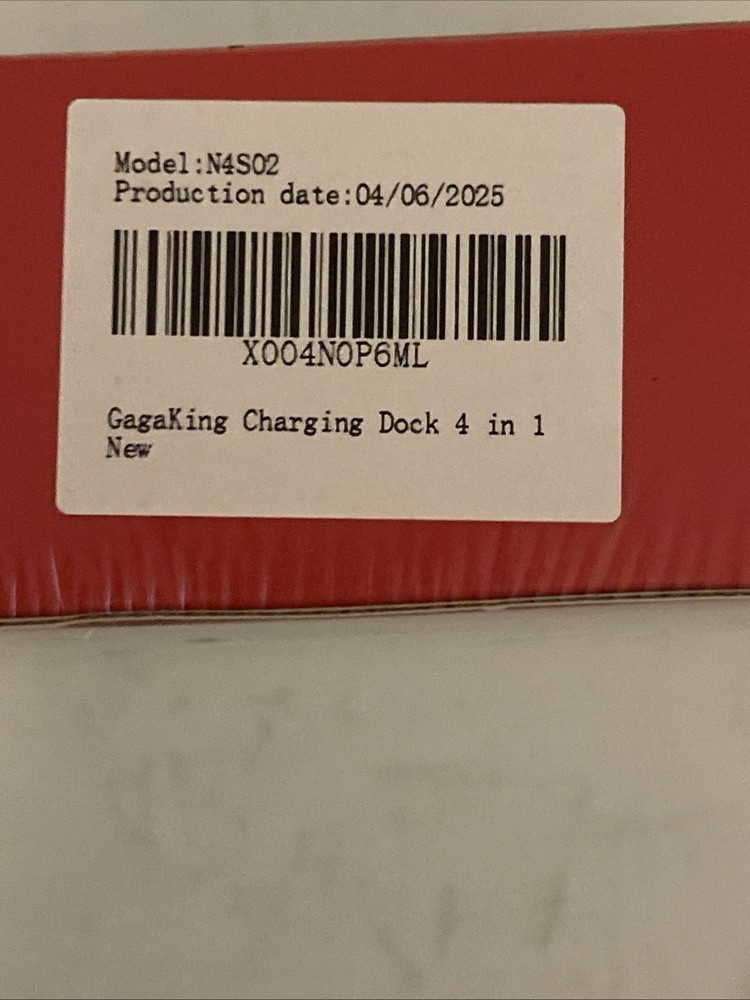 Model:N4S02
Production date:04/06/2025
X004N0P6ML
GagaKing Charging Dock 4 in 1
New